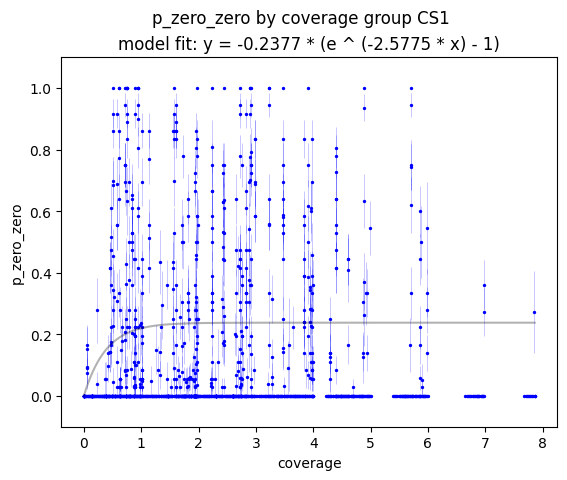 p_zero_zero by coverage group CS1
model fit: y = -0.2377 * (e ^ (-2.5775 * x) - 1)
1.0
0.8
0.6
0.4
0.2
0.0
p_zero_zero
0 1 2 3 4 5 6 7 8
coverage